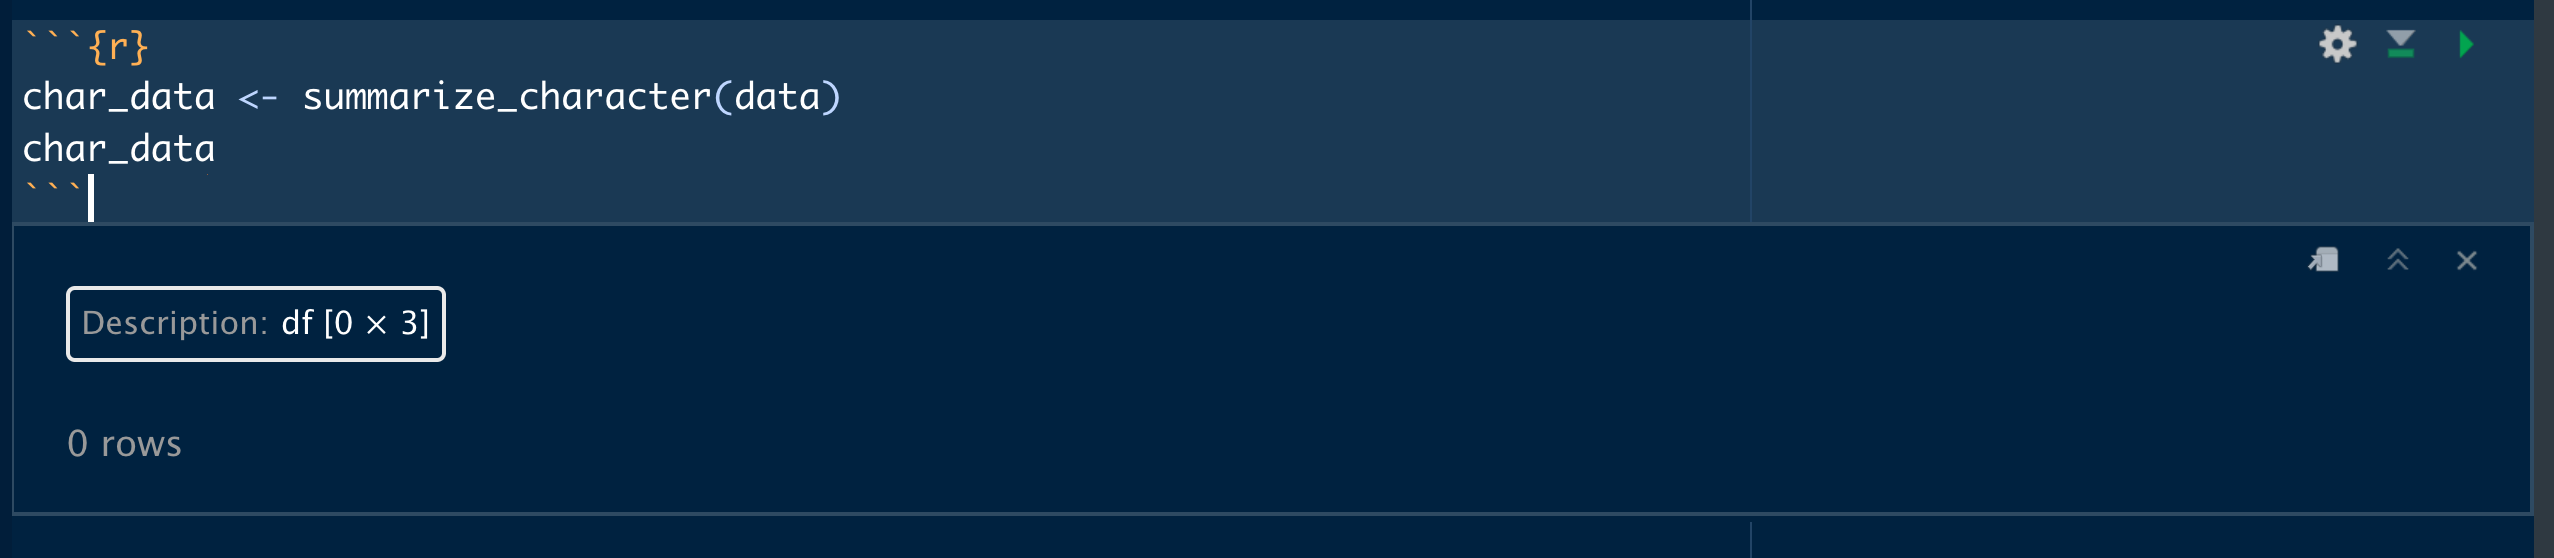 ```{r}
char_data <- summarize_character(data)
char_data
```
Description: df [0 × 3]
0 rows